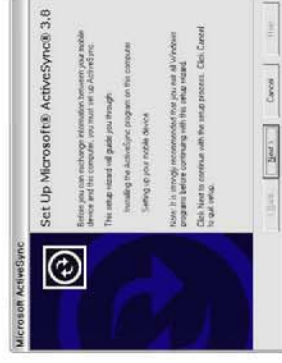 Microsoft ActiveSync
Set Up Microsoft® ActiveSync® 3.8
Before you can exchange information between your mobile
device and this computer, you must set up ActiveSync.
This setup wizard will guide you through:
Installing the ActiveSync program on this computer
Setting up your mobile device
Note: It is strongly recommended that you exit all Windows
programs before continuing with this setup wizard.
Click Next to continue with the setup process. Click Cancel
to quit setup.
Next >
Cancel